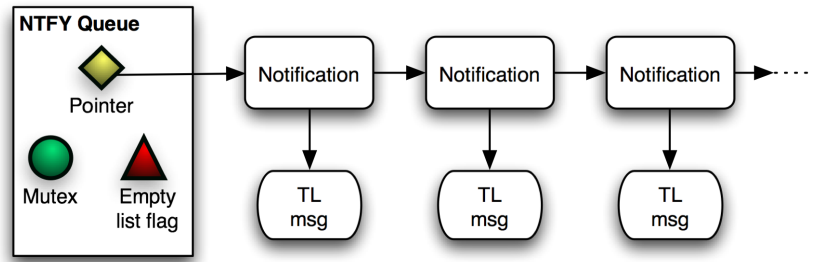 NTFY Queue
Pointer
Mutex
Empty
list flag
Notification
Notification
Notification
TL
msg
TL
msg
TL
msg